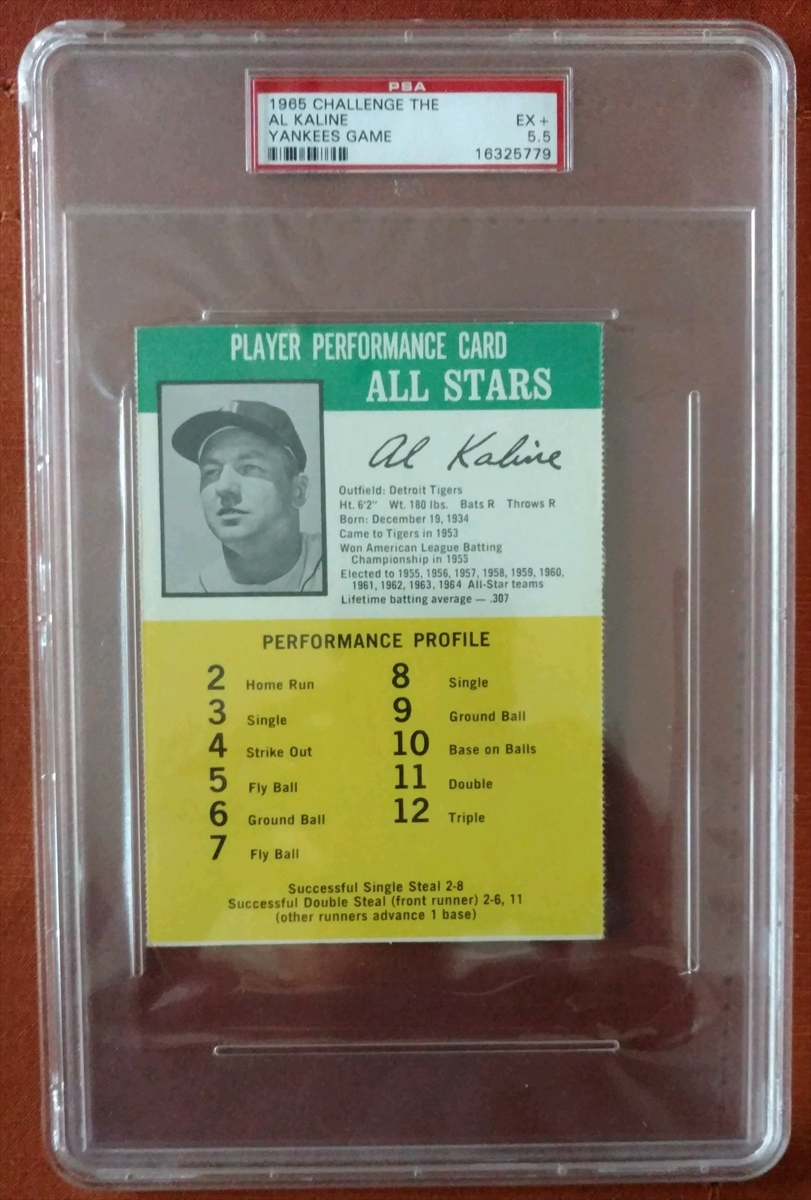 PSA
1965 CHALLENGE THE
AL KALINE EX +
YANKEES GAME 5.5
16325779
PLAYER PERFORMANCE CARD
ALL STARS
Al Kaline
Outfield: Detroit Tigers
Ht. 6'2" Wt. 180 lbs. Bats R Throws R
Born: December 19, 1934
Came to Tigers in 1953
Won American League Batting
Championship in 1955
Elected to 1955, 1956, 1957, 1958, 1959, 1960,
1961, 1962, 1963, 1964 All-Star teams
Lifetime batting average — .307
PERFORMANCE PROFILE
2 Home Run
3 Single
4 Strike Out
5 Fly Ball
6 Ground Ball
7 Fly Ball
8 Single
9 Ground Ball
10 Base on Balls
11 Double
12 Triple
Successful Single Steal 2-8
Successful Double Steal (front runner) 2-6, 11
(other runners advance 1 base)